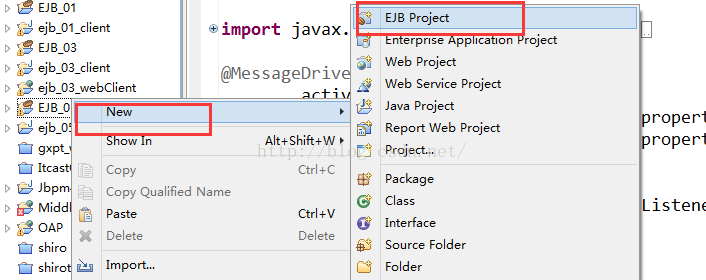 EJB_01
ejb_01_client
EJB_03
ejb_03_client
ejb_03_webClient
EJB_0
ejb_05
gxpt_
Itcast
Jbpm
Middl
OAP
shiro
shirot
import javax.
@MessageDrive
activ
propert
propert
Listene
New
Show In Alt+Shift+W
Copy Ctrl+C
Copy Qualified Name
Paste Ctrl+V
Delete Delete
Import...
EJB Project
Enterprise Application Project
Web Project
Web Service Project
Java Project
Report Web Project
Project...
Package
Class
Interface
Source Folder
Folder